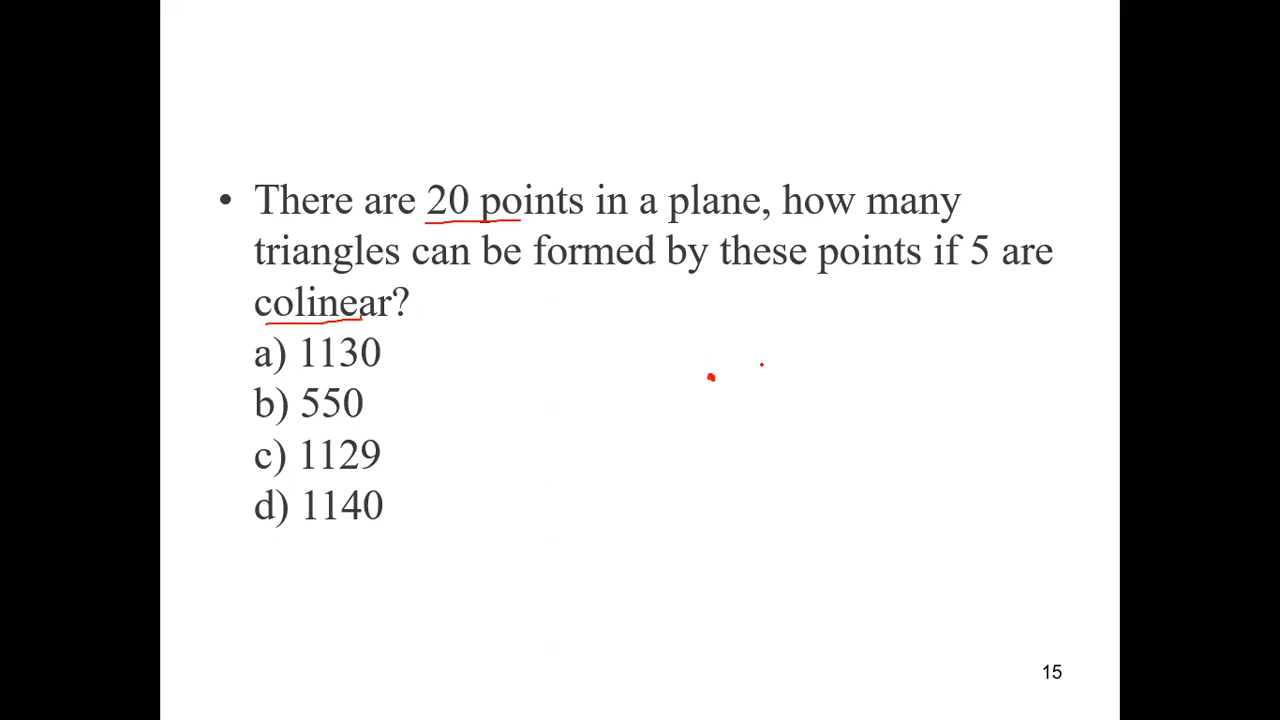 • There are 20 points in a plane, how many
triangles can be formed by these points if 5 are
colinear?
a) 1130
b) 550
c) 1129
d) 1140
15